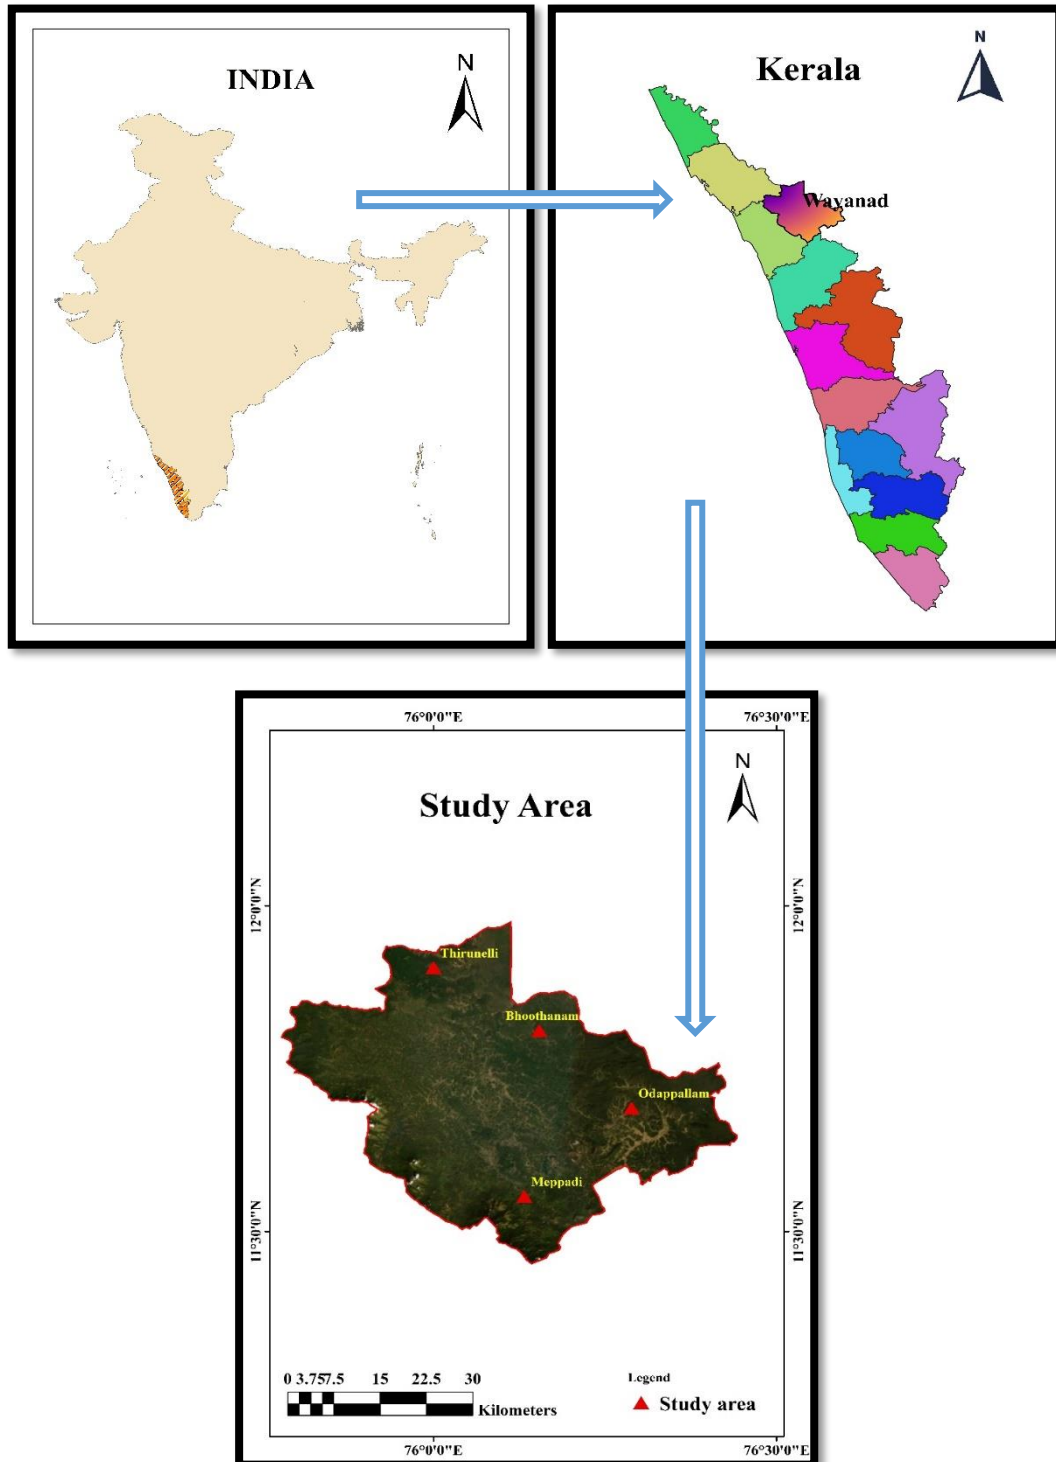 INDIA
N
Kerala
N
Wayanad
76°0'0"E
76°30'0"E
N
Study Area
12°0'0"N
12°0'0"N
Thirunelli
Bhoothanam
Odappallam
Meppadi
11°30'0"N
11°30'0"N
0 3.757.5 15 22.5 30
Kilometers
Legend
Study area
76°0'0"E
76°30'0"E